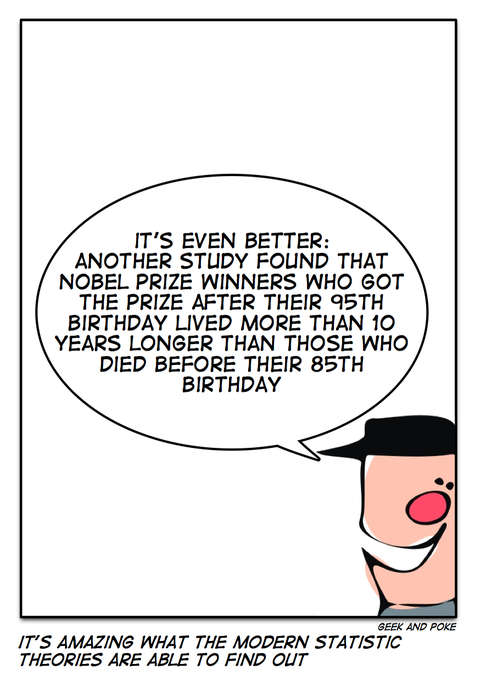 IT'S EVEN BETTER:
ANOTHER STUDY FOUND THAT
NOBEL PRIZE WINNERS WHO GOT
THE PRIZE AFTER THEIR 95TH
BIRTHDAY LIVED MORE THAN 10
YEARS LONGER THAN THOSE WHO
DIED BEFORE THEIR 85TH
BIRTHDAY
GEEK AND POKE
IT'S AMAZING WHAT THE MODERN STATISTIC
THEORIES ARE ABLE TO FIND OUT